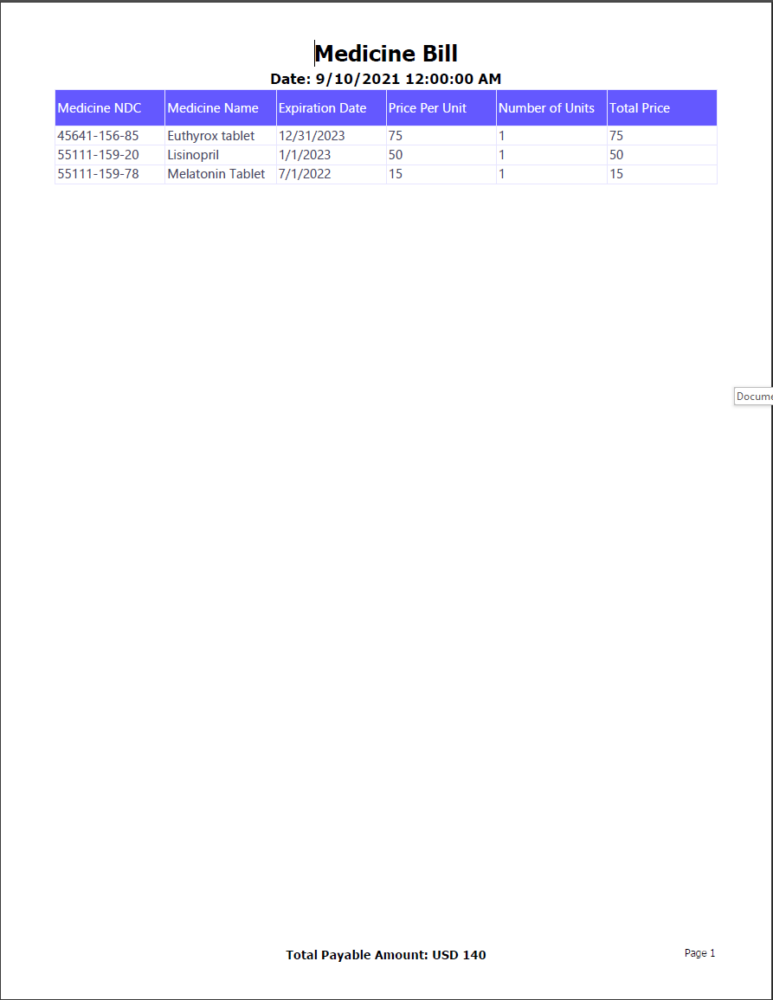 Medicine Bill
Date: 9/10/2021 12:00:00 AM
Medicine NDC Medicine Name Expiration Date Price Per Unit Number of Units Total Price
45641-156-85 Euthyrox tablet 12/31/2023 75 1 75
55111-159-20 Lisinopril 1/1/2023 50 1 50
55111-159-78 Melatonin Tablet 7/1/2022 15 1 15
Docume
Total Payable Amount: USD 140
Page 1